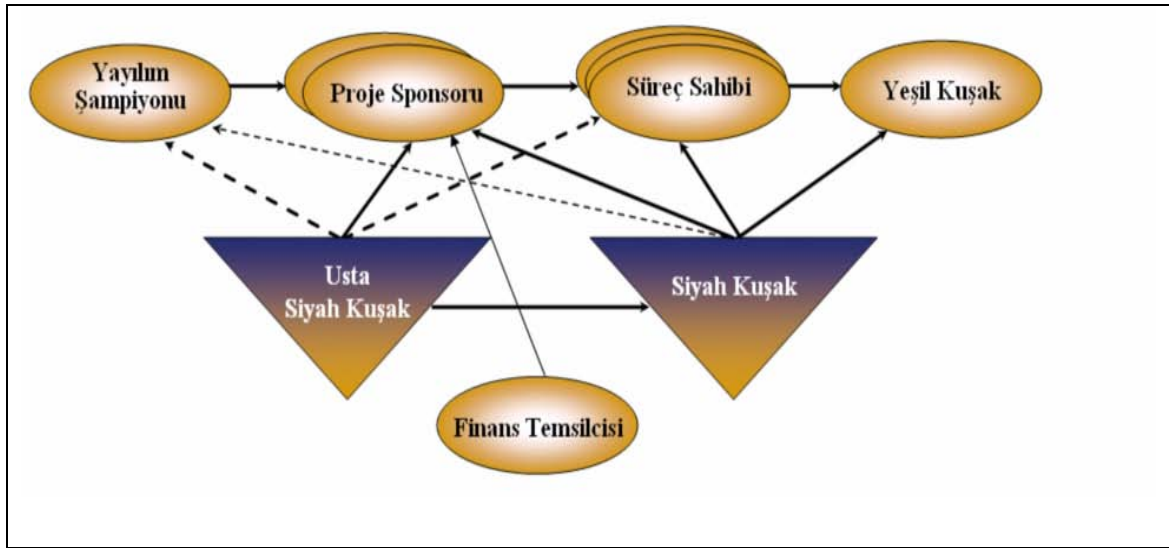 Yayılım
Şampiyonu
Proje Sponsoru
Süreç Sahibi
Yeşil Kuşak
Usta
Siyah Kuşak
Siyah Kuşak
Finans Temsilcisi